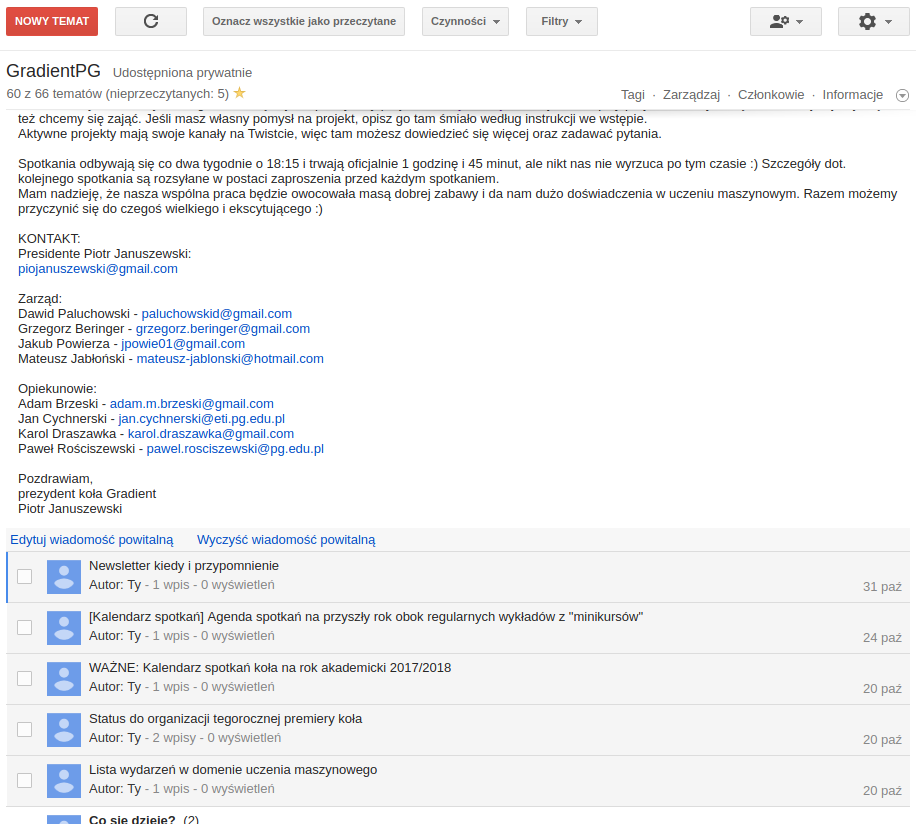 NOWY TEMAT
Oznacz wszystkie jako przeczytane
Czynności
Filtry
GradientPG Udostępniona prywatnie
60 z 66 tematów (nieprzeczytanych: 5)
Tagi · Zarządzaj · Członkowie · Informacje
też chcemy się zająć. Jeśli masz własny pomysł na projekt, opisz go tam śmiało według instrukcji we wstępie.
Aktywne projekty mają swoje kanały na Twistcie, więc tam możesz dowiedzieć się więcej oraz zadawać pytania.
Spotkania odbywają się co dwa tygodnie o 18:15 i trwają oficjalnie 1 godzinę i 45 minut, ale nikt nas nie wyrzuca po tym czasie :) Szczegóły dot.
kolejnego spotkania są rozsyłane w postaci zaproszenia przed każdym spotkaniem.
Mam nadzieję, że nasza wspólna praca będzie owocowała masą dobrej zabawy i da nam dużo doświadczenia w uczeniu maszynowym. Razem możemy
przyczynić się do czegoś wielkiego i ekscytującego :)
KONTAKT:
Presidente Piotr Januszewski:
piojanuszewski@gmail.com
Zarząd:
Dawid Paluchowski - paluchowskid@gmail.com
Grzegorz Beringer - grzegorz.beringer@gmail.com
Jakub Powierza - jpowie01@gmail.com
Mateusz Jabłoński - mateusz-jablonski@hotmail.com
Opiekunowie:
Adam Brzeski - adam.m.brzeski@gmail.com
Jan Cychnerski - jan.cychnerski@eti.pg.edu.pl
Karol Draszawka - karol.draszawka@gmail.com
Paweł Rościszewski - pawel.rosciszewski@pg.edu.pl
Pozdrawiam,
prezydent koła Gradient
Piotr Januszewski
Edytuj wiadomość powitalną Wyczyść wiadomość powitalną
Newsletter kiedy i przypomnienie
Autor: Ty - 1 wpis - 0 wyświetleń
31 paź
[Kalendarz spotkań] Agenda spotkań na przyszły rok obok regularnych wykładów z "minikursów"
Autor: Ty - 1 wpis - 0 wyświetleń
24 paź
WAŻNE: Kalendarz spotkań koła na rok akademicki 2017/2018
Autor: Ty - 1 wpis - 0 wyświetleń
20 paź
Status do organizacji tegorocznej premiery koła
Autor: Ty - 2 wpisy - 0 wyświetleń
20 paź
Lista wydarzeń w domenie uczenia maszynowego
Autor: Ty - 1 wpis - 0 wyświetleń
20 paź
Co się dzieje? (2)